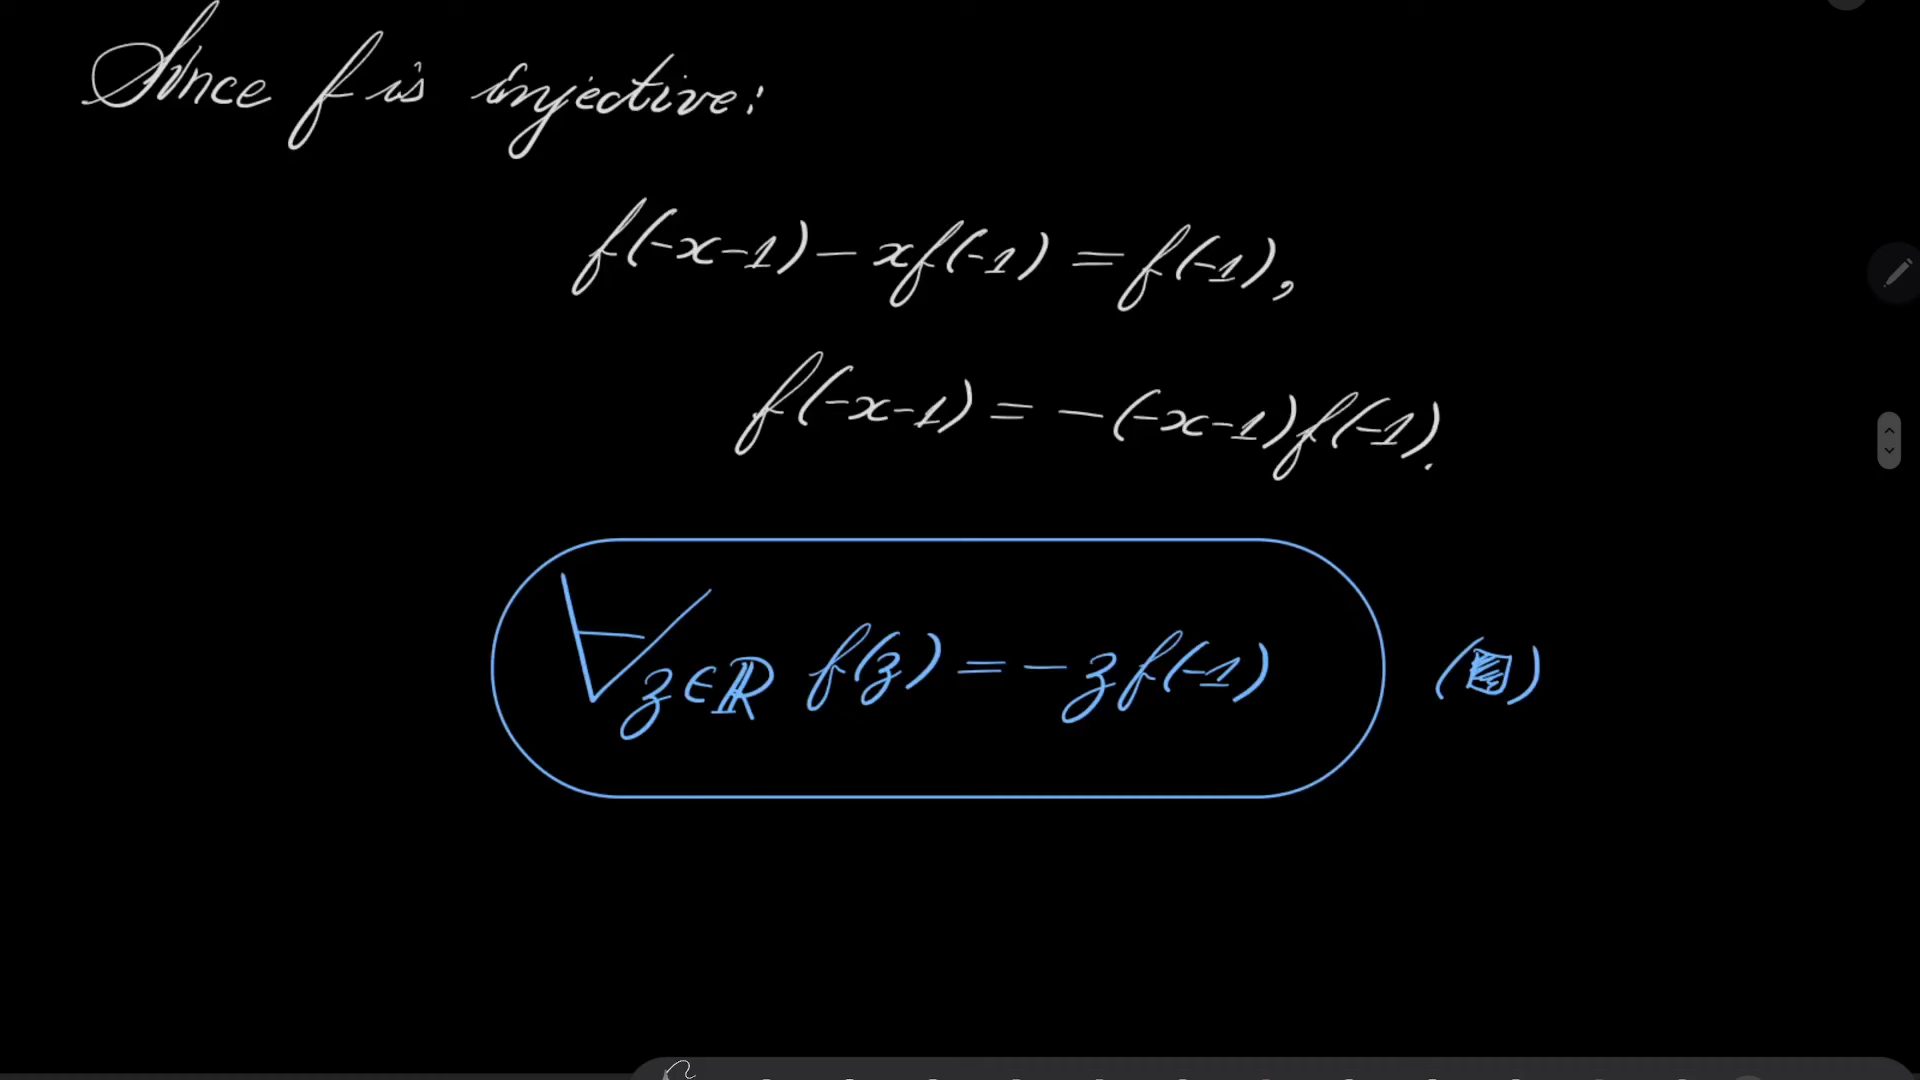 Since f is injective:
f(-x-1) - xf(-1) = f(-1),
f(-x-1) = -(-x-1)f(-1).
∀z∈ℝ f(z) = -zf(-1) (■)